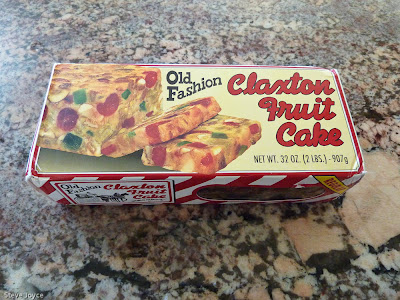 Old
Fashion
Claxton
Fruit
Cake
NET WT. 32 OZ. (2 LBS.) - 907g
Old
Fashion
Claxton
Fruit
Cake
Steve Joyce